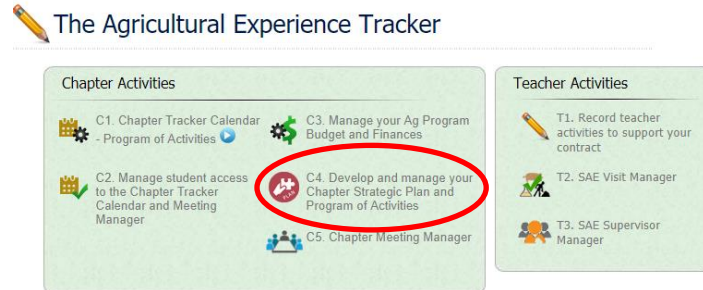 The Agricultural Experience Tracker
Chapter Activities
C1. Chapter Tracker Calendar
- Program of Activities
C2. Manage student access
to the Chapter Tracker
Calendar and Meeting
Manager
C3. Manage your Ag Program
Budget and Finances
C4. Develop and manage your
Chapter Strategic Plan and
Program of Activities
PLAN
C5. Chapter Meeting Manager
Teacher Activities
T1. Record teacher
activities to support your
contract
T2. SAE Visit Manager
T3. SAE Supervisor
Manager